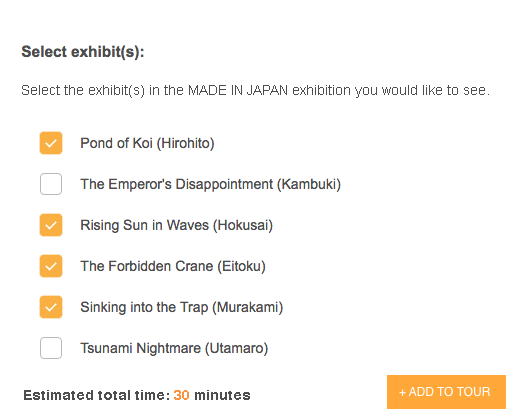 Select exhibit(s):
Select the exhibit(s) in the MADE IN JAPAN exhibition you would like to see.
Pond of Koi (Hirohito)
The Emperor's Disappointment (Kambuki)
Rising Sun in Waves (Hokusai)
The Forbidden Crane (Eitoku)
Sinking into the Trap (Murakami)
Tsunami Nightmare (Utamaro)
Estimated total time: 30 minutes
+ ADD TO TOUR